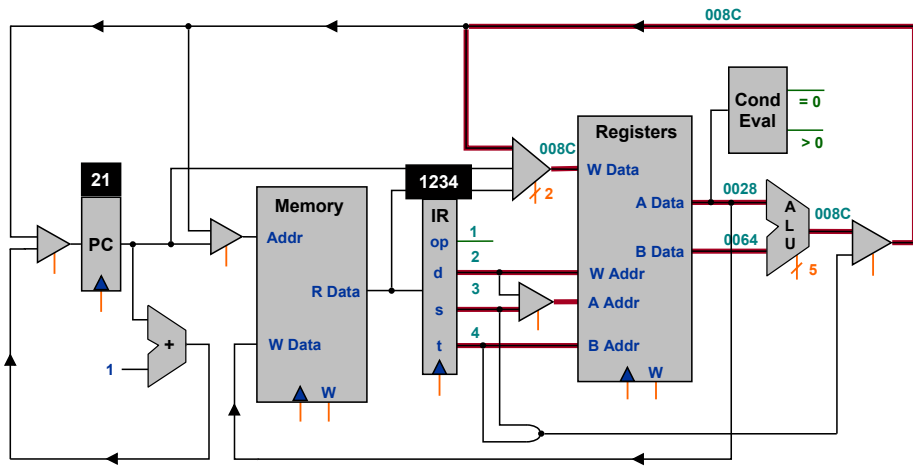 008C
Cond
Eval
= 0
> 0
Registers
008C
21
1234
W Data
2
Memory
IR
A Data
0028
A
L
U
008C
PC
Addr
op
1
B Data
0064
2
d
W Addr
5
R Data
3
s
A Addr
4
t
B Addr
W Data
+
1
W
W